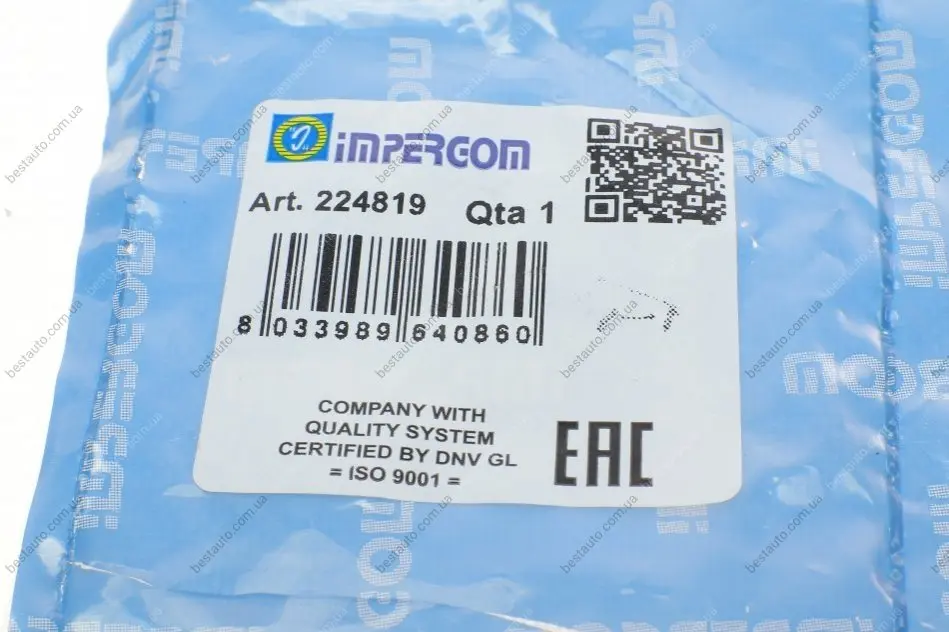 iMPERGOM
Art. 224819
Qta 1
8 033989 640860
COMPANY WITH
QUALITY SYSTEM
CERTIFIED BY DNV GL
= ISO 9001 =
EAC
bestauto.com.ua